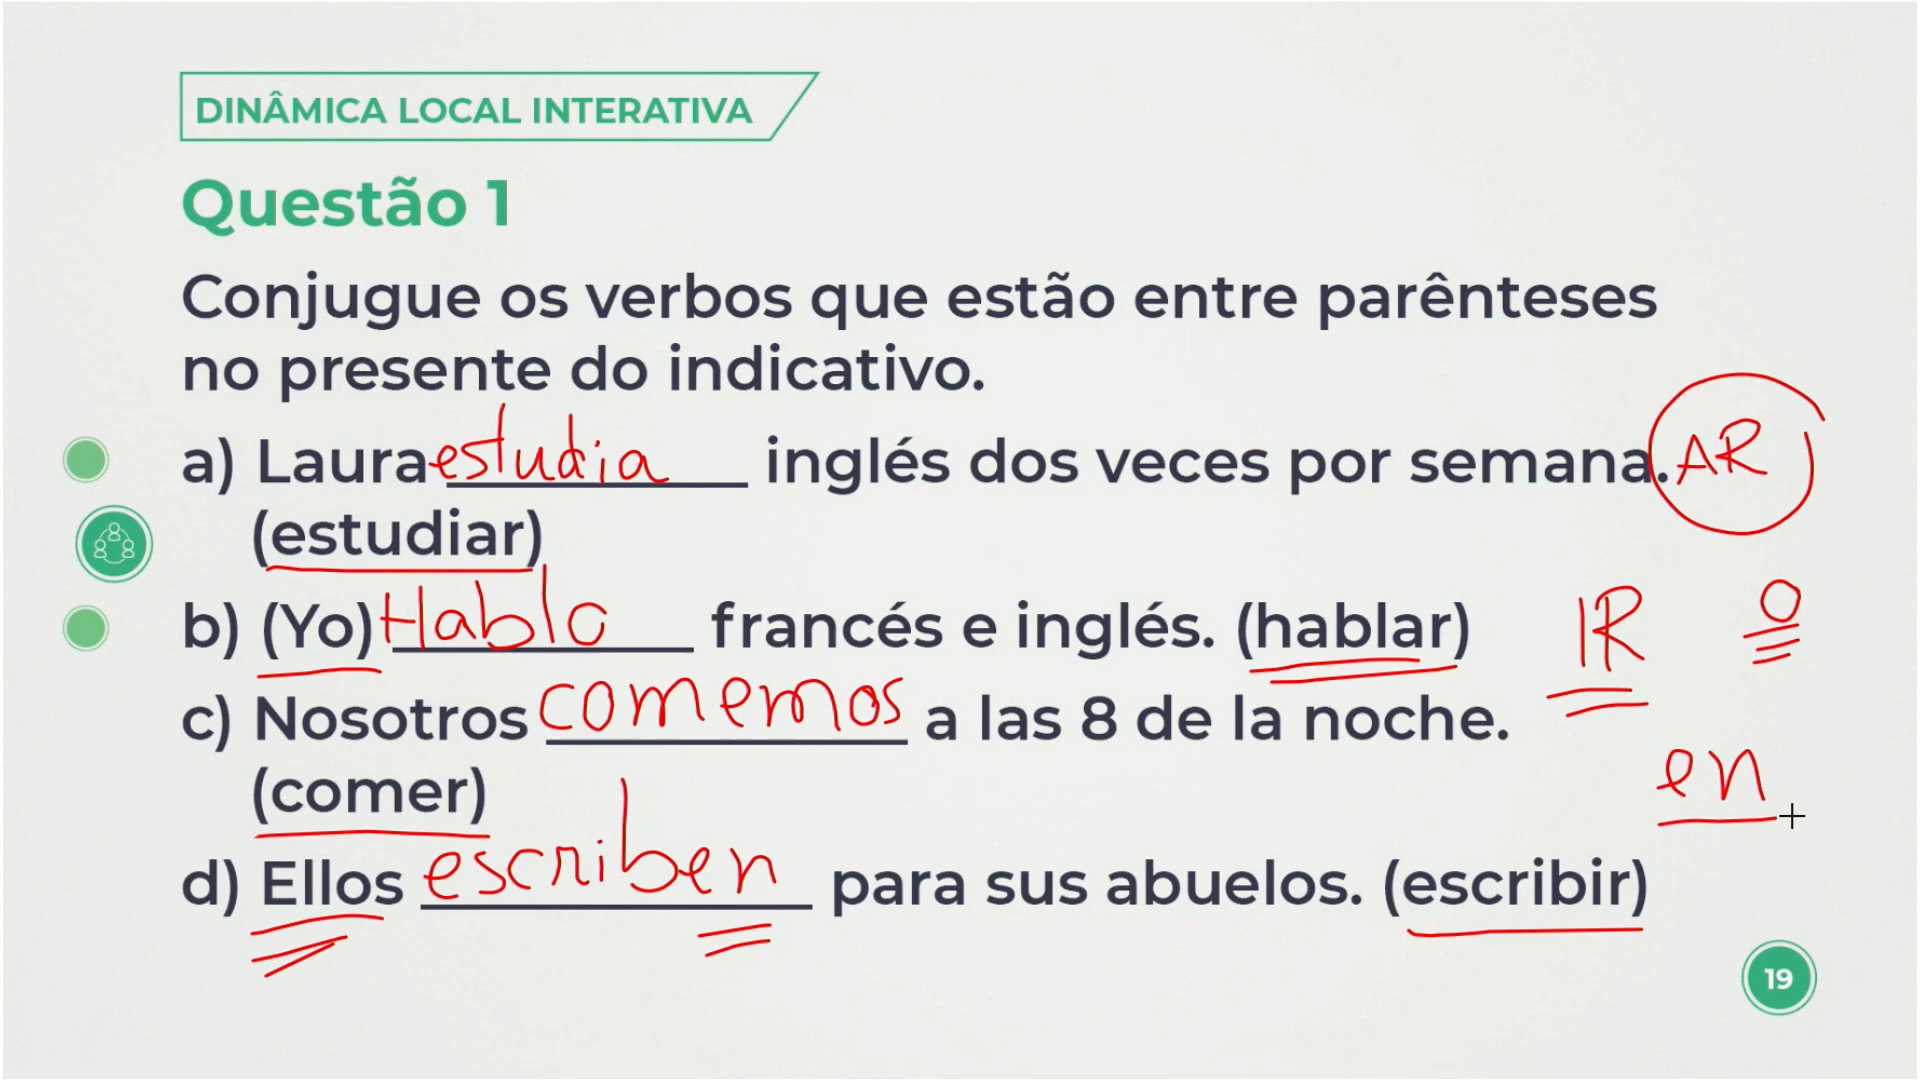 DINÂMICA LOCAL INTERATIVA
Questão 1
Conjugue os verbos que estão entre parênteses
no presente do indicativo.
a) Laura estudia inglés dos veces por semana. AR
(estudiar)
b) (Yo) Hablo francés e inglés. (hablar) IR O
c) Nosotros comemos a las 8 de la noche.
(comer) en
d) Ellos escriben para sus abuelos. (escribir)
19